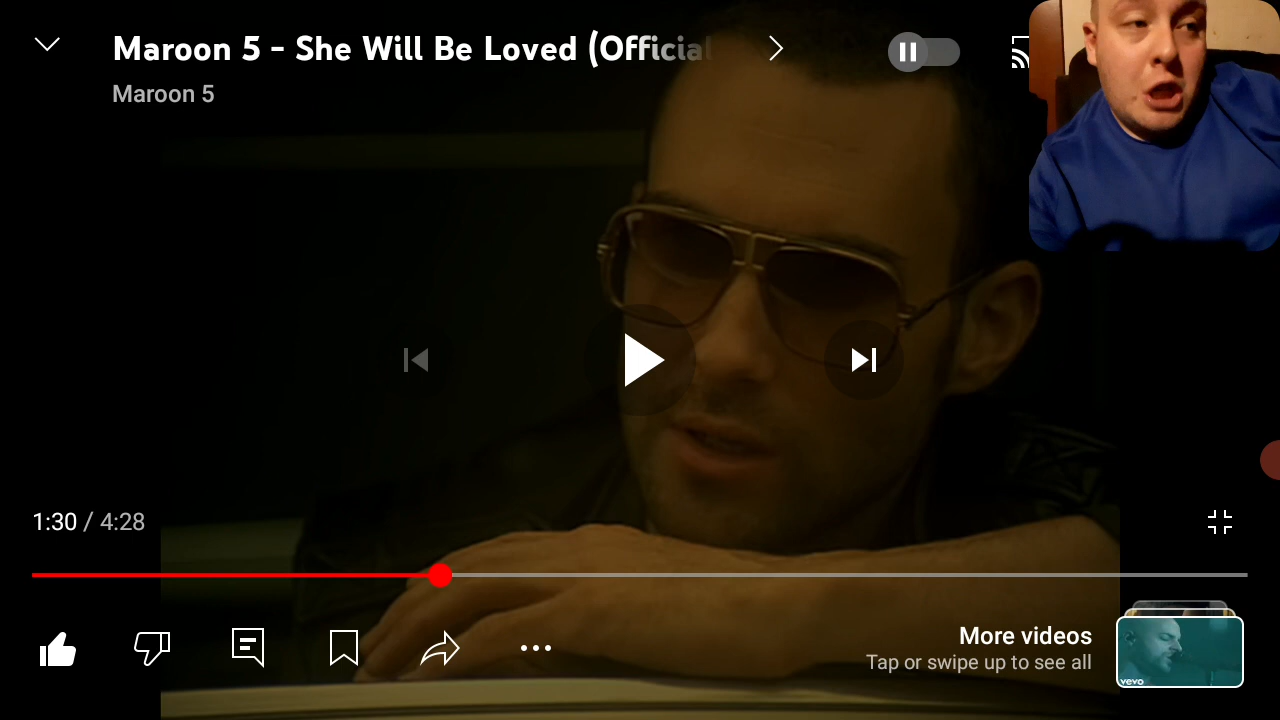 Maroon 5 - She Will Be Loved (Official
Maroon 5
1:30 / 4:28
More videos
Tap or swipe up to see all
vevo